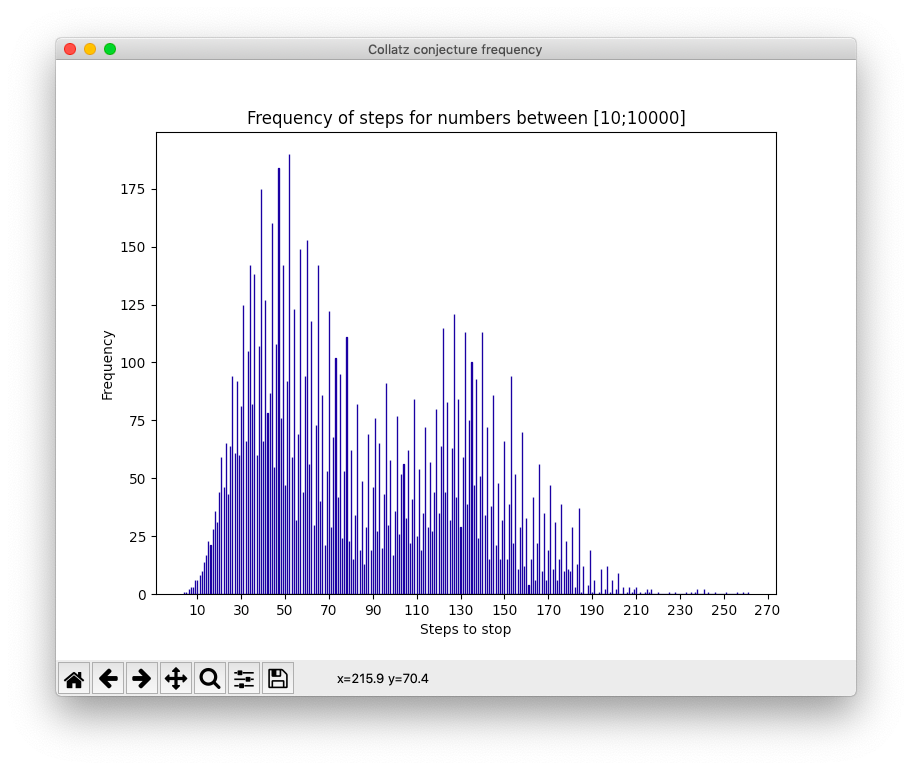 Collatz conjecture frequency
Frequency of steps for numbers between [10;10000]
175
150
125
100
75
50
25
0
Frequency
10 30 50 70 90 110 130 150 170 190 210 230 250 270
Steps to stop
x=215.9 y=70.4